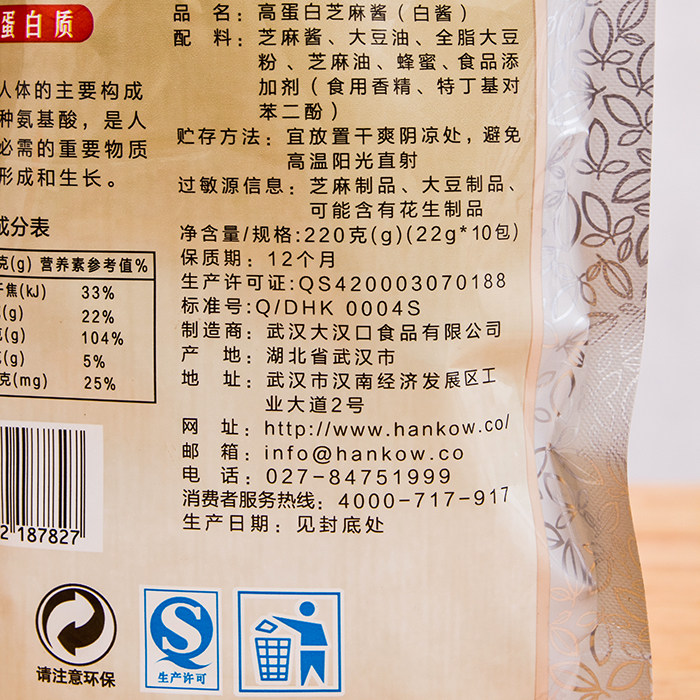 蛋白质
人体的主要构成
种氨基酸，是人
必需的重要物质
形成和生长。
成分表
克(g) 营养素参考值%
千焦(kJ) 33%
(g) 22%
克(g) 104%
(g) 5%
克(mg) 25%
2 187827
品 名：高蛋白芝麻酱（白酱）
配 料：芝麻酱、大豆油、全脂大豆
粉、芝麻油、蜂蜜、食品添
加剂（食用香精、特丁基对
苯二酚）
贮存方法：宜放置干爽阴凉处，避免
高温阳光直射
过敏源信息：芝麻制品、大豆制品、
可能含有花生制品
净含量/规格:220克(g)(22g*10包)
保质期：12个月
生产许可证:QS420003070188
标准号:Q/DHK 0004S
制造商：武汉大汉口食品有限公司
产 地：湖北省武汉市
地 址：武汉市汉南经济发展区工
业大道2号
网 址：http://www.hankow.co/
邮 箱：info@hankow.co
电 话：027-84751999
消费者服务热线：4000-717-917
生产日期：见封底处
请注意环保
QS
生产许可